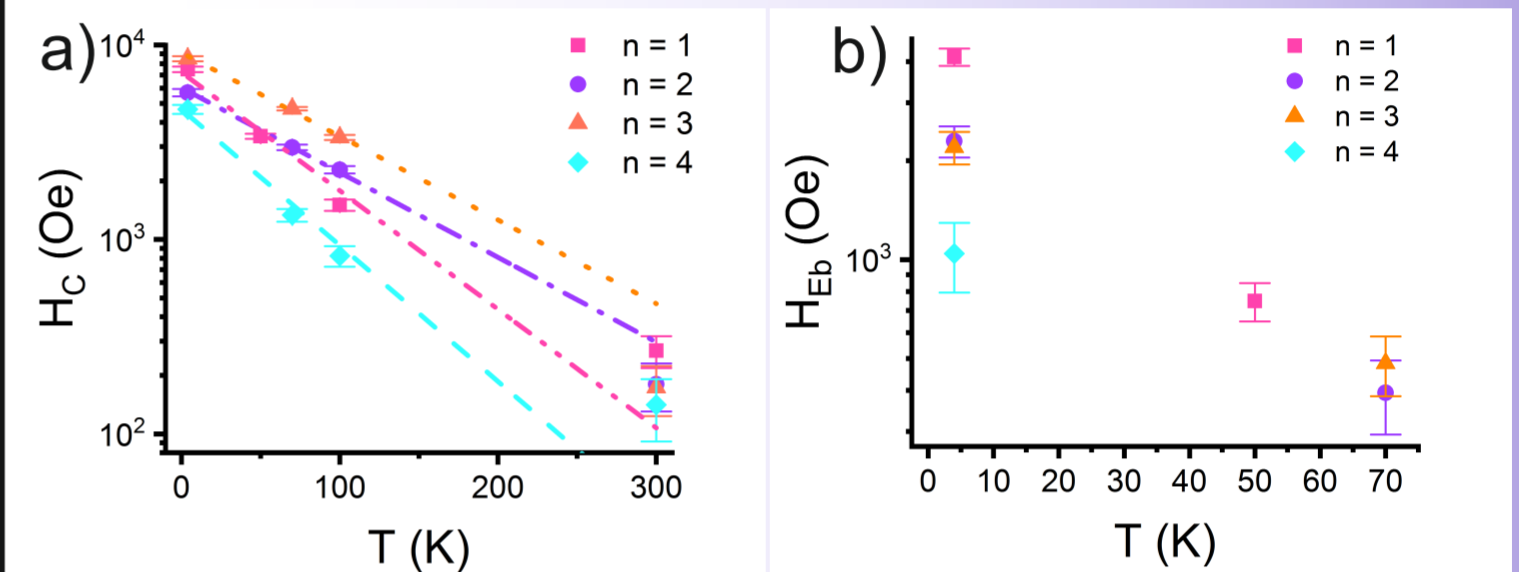 a)
10⁴
10³
10²
H_C (Oe)
0 100 200 300
T (K)
n = 1
n = 2
n = 3
n = 4
b)
10³
H_Eb (Oe)
0 10 20 30 40 50 60 70
T (K)
n = 1
n = 2
n = 3
n = 4